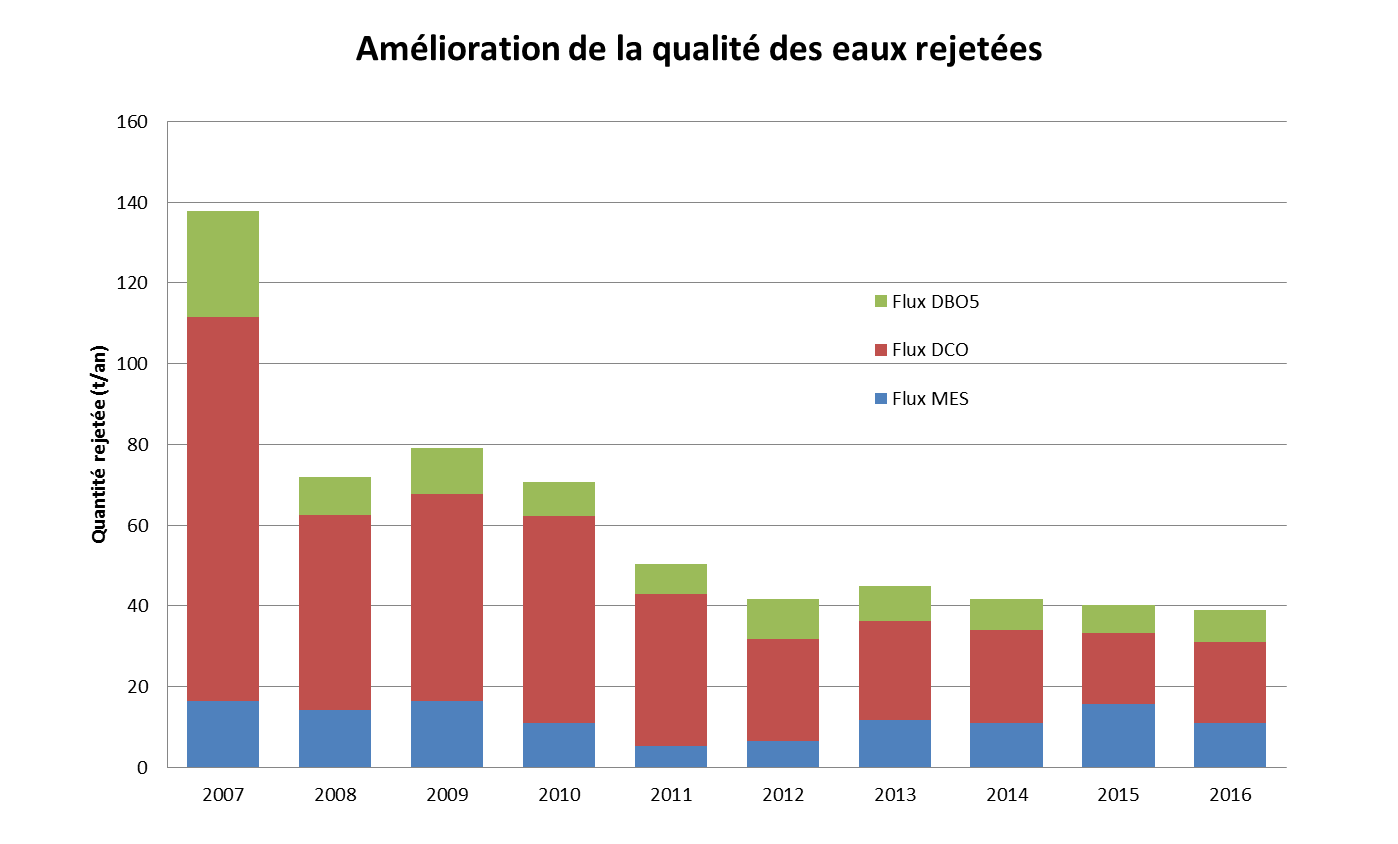 Amélioration de la qualité des eaux rejetées
160
140
120
100
80
60
40
20
0
Quantité rejetée (t/an)
Flux DBO5
Flux DCO
Flux MES
2007 2008 2009 2010 2011 2012 2013 2014 2015 2016